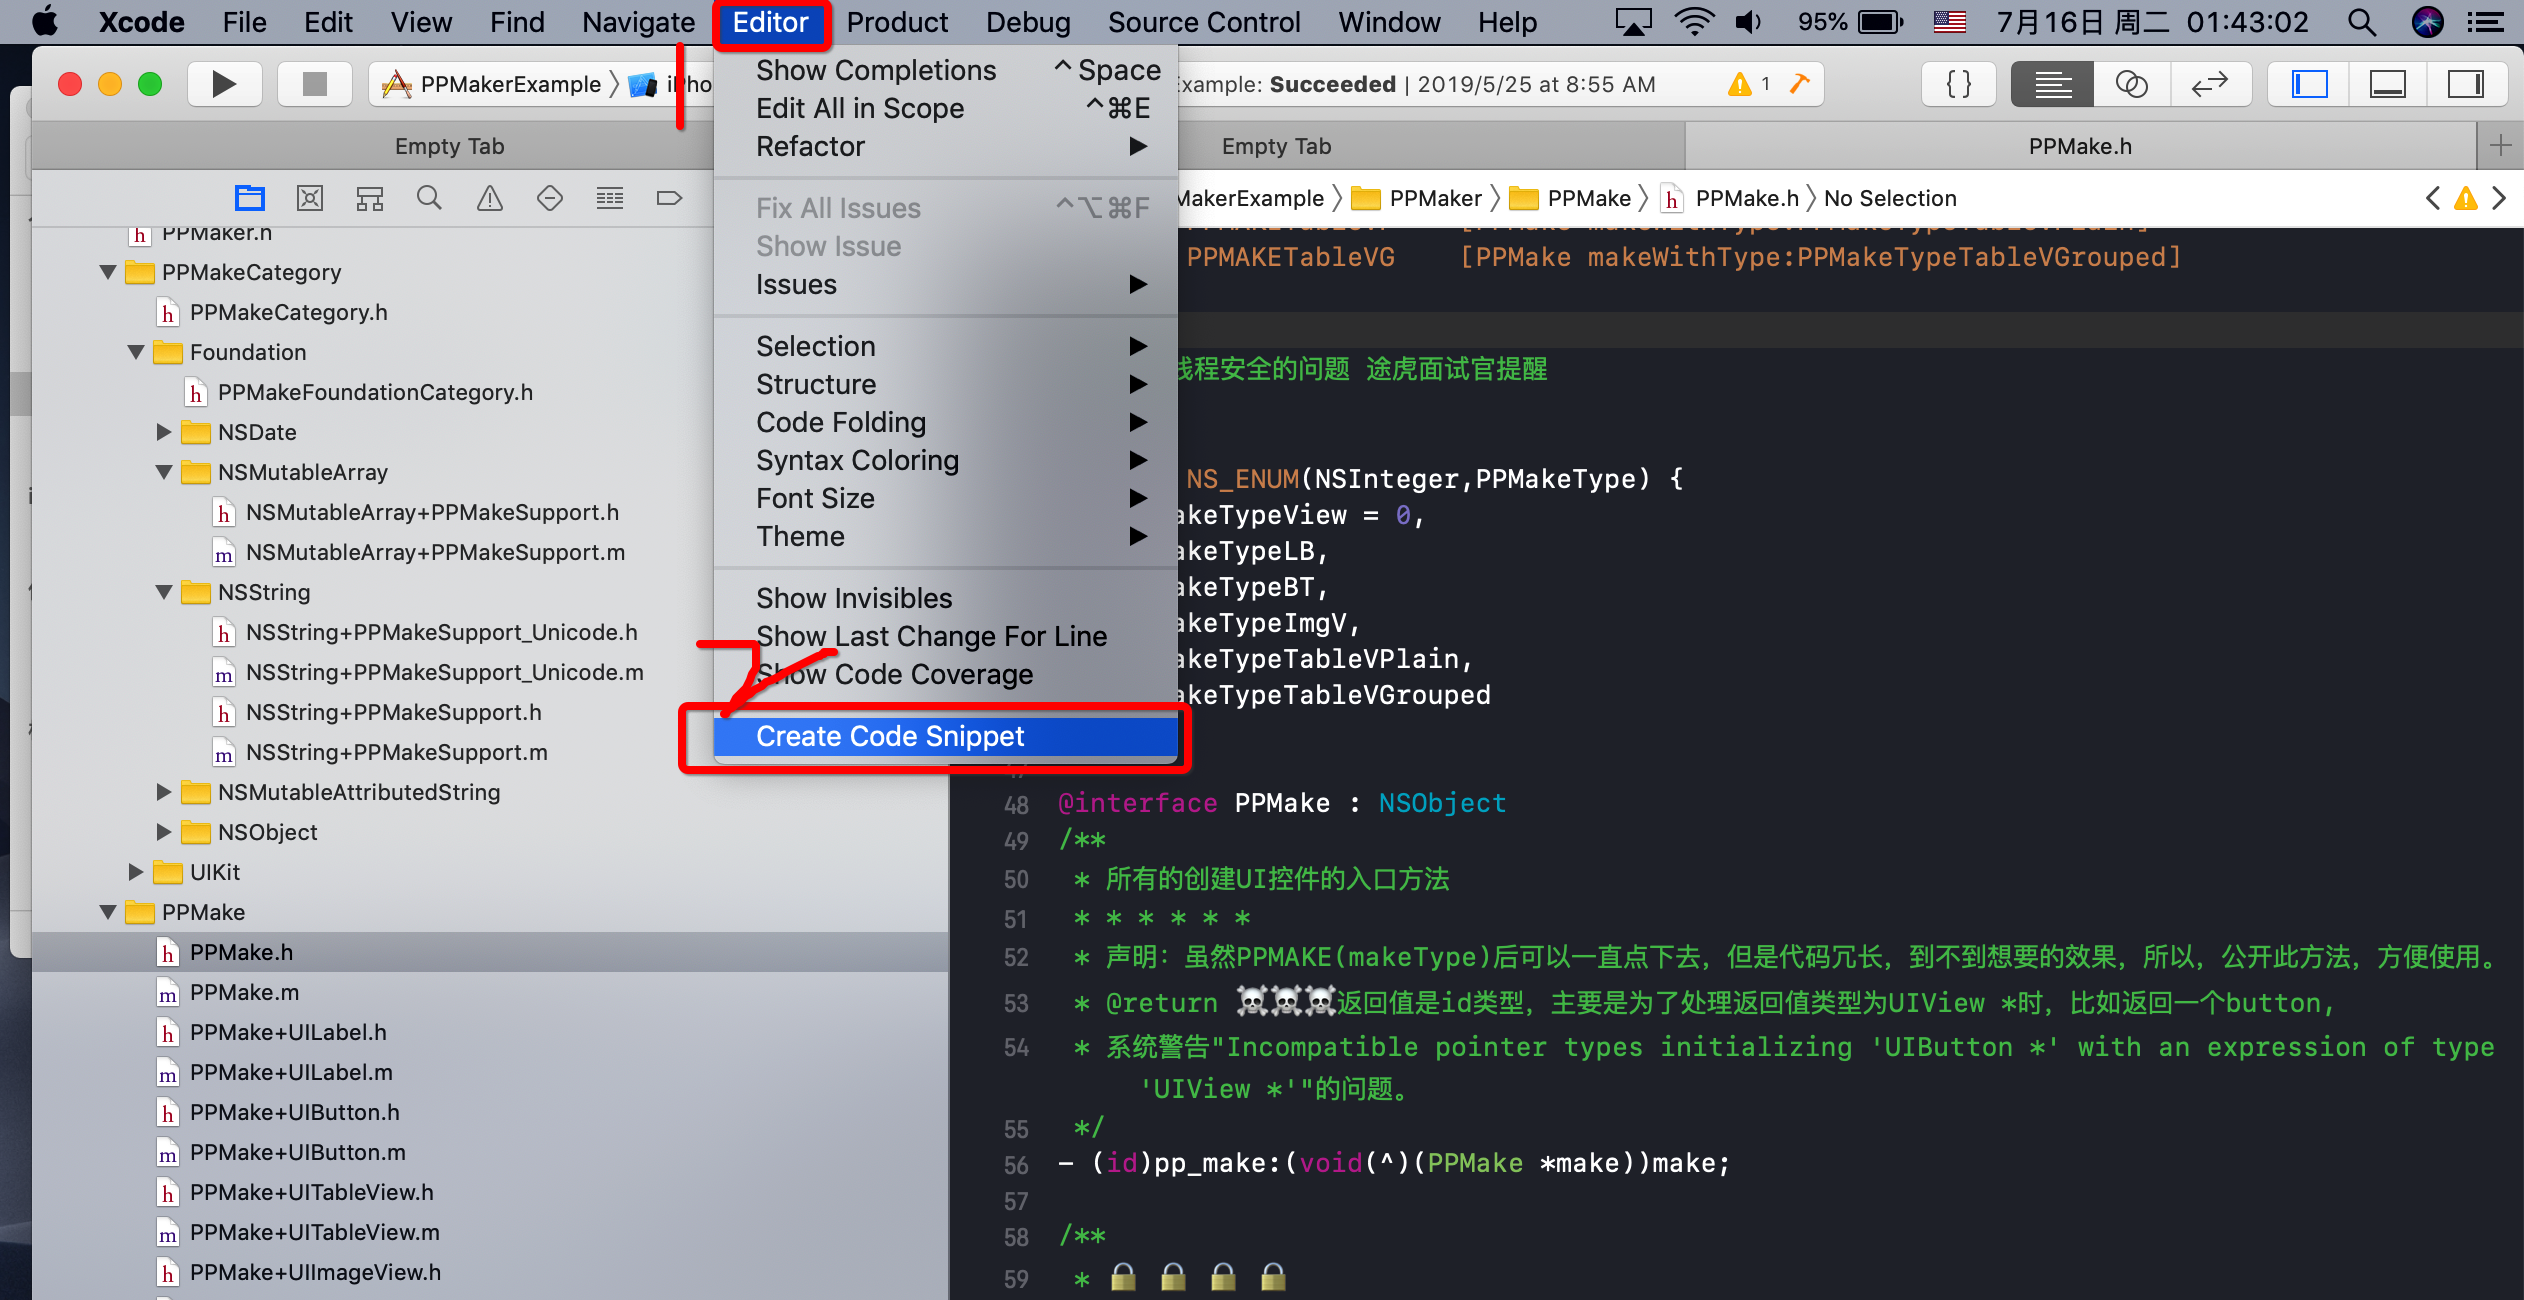 Xcode File Edit View Find Navigate Editor Product Debug Source Control Window Help 95% 7月16日 周二 01:43:02
PPMakerExample iPho
Example: Succeeded | 2019/5/25 at 8:55 AM 1
Empty Tab
Empty Tab
PPMake.h
MakerExample PPMaker PPMake PPMake.h No Selection
Show Completions ^ Space
Edit All in Scope ^⌘E
Refactor
Fix All Issues ^⌥⌘F
Show Issue
Issues
Selection
Structure
Code Folding
Syntax Coloring
Font Size
Theme
Show Invisibles
Show Last Change For Line
Show Code Coverage
Create Code Snippet
PPMaker.h
PPMakeCategory
PPMakeCategory.h
Foundation
PPMakeFoundationCategory.h
NSDate
NSMutableArray
NSMutableArray+PPMakeSupport.h
NSMutableArray+PPMakeSupport.m
NSString
NSString+PPMakeSupport_Unicode.h
NSString+PPMakeSupport_Unicode.m
NSString+PPMakeSupport.h
NSString+PPMakeSupport.m
NSMutableAttributedString
NSObject
UIKit
PPMake
PPMake.h
PPMake.m
PPMake+UILabel.h
PPMake+UILabel.m
PPMake+UIButton.h
PPMake+UIButton.m
PPMake+UITableView.h
PPMake+UITableView.m
PPMake+UIImageView.h
PPMAKETableVG [PPMake makeWithType:PPMakeTypeTableVGrouped]
线程安全的问题 途虎面试官提醒
NS_ENUM(NSInteger,PPMakeType) {
akeTypeView = 0,
akeTypeLB,
akeTypeBT,
akeTypeImgV,
akeTypeTableVPlain,
akeTypeTableVGrouped
48 @interface PPMake : NSObject
49 /**
50 * 所有的创建UI控件的入口方法
51 * * * * * *
52 * 声明：虽然PPMAKE(makeType)后可以一直点下去，但是代码冗长，到不到想要的效果，所以，公开此方法，方便使用。
53 * @return ☠️☠️☠️返回值是id类型，主要是为了处理返回值类型为UIView *时，比如返回一个button,
54 * 系统警告"Incompatible pointer types initializing 'UIButton *' with an expression of type
'UIView *'"的问题。
55 */
56 - (id)pp_make:(void(^)(PPMake *make))make;
57
58 /**
59 * 🔒 🔒 🔒 🔒